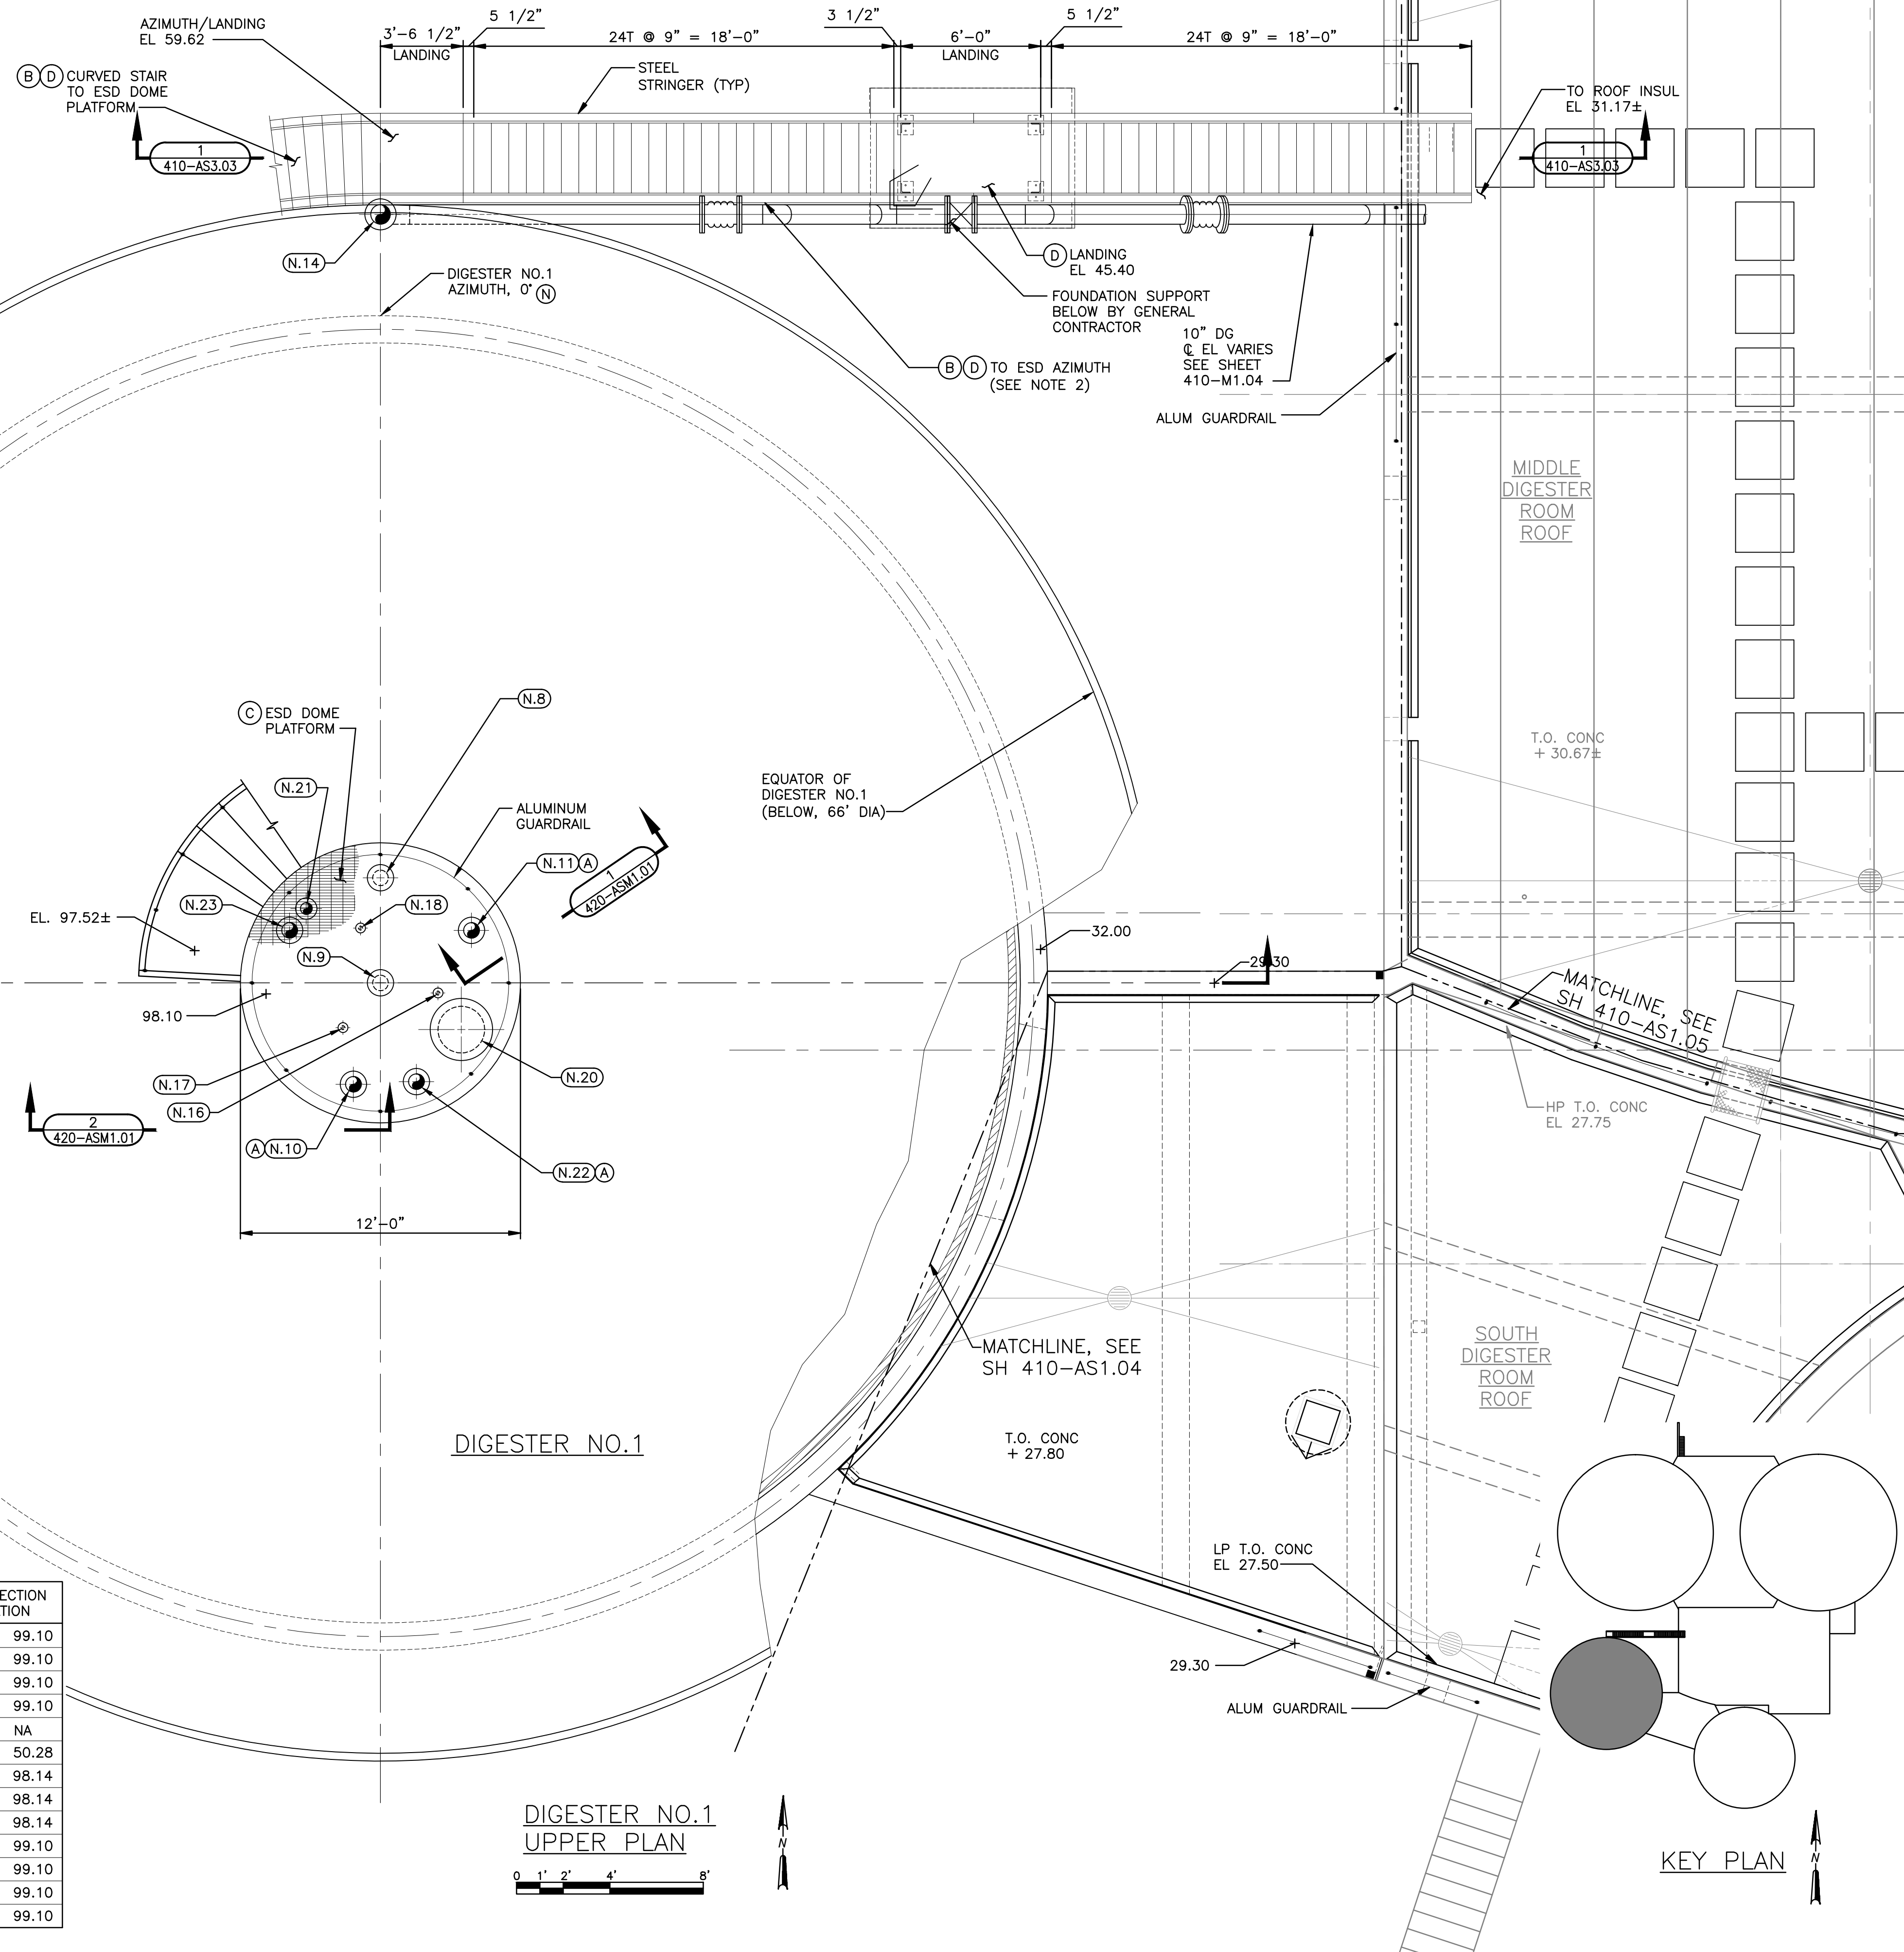 AZIMUTH/LANDING
EL 59.62
3'-6 1/2"
LANDING
5 1/2"
24T @ 9" = 18'-0"
3 1/2"
6'-0"
LANDING
5 1/2"
24T @ 9" = 18'-0"
B D CURVED STAIR
TO ESD DOME
PLATFORM
STEEL
STRINGER (TYP)
TO ROOF INSUL
EL 31.17±
1
410-AS3.03
1
410-AS3.03
N.14
DIGESTER NO.1
AZIMUTH, 0° N
D LANDING
EL 45.40
FOUNDATION SUPPORT
BELOW BY GENERAL
CONTRACTOR
10" DG
℄ EL VARIES
SEE SHEET
410-M1.04
B D TO ESD AZIMUTH
(SEE NOTE 2)
ALUM GUARDRAIL
MIDDLE
DIGESTER
ROOM
ROOF
N.8
C ESD DOME
PLATFORM
T.O. CONC
+ 30.67±
N.21
ALUMINUM
GUARDRAIL
EQUATOR OF
DIGESTER NO.1
(BELOW, 66' DIA)
N.11 A
1
420-ASM1.01
N.23
N.18
EL. 97.52±
32.00
N.9
29.30
MATCHLINE, SEE
SH 410-AS1.05
98.10
N.17
N.20
N.16
HP T.O. CONC
EL 27.75
2
420-ASM1.01
A N.10
N.22 A
12'-0"
MATCHLINE, SEE
SH 410-AS1.04
SOUTH
DIGESTER
ROOM
ROOF
DIGESTER NO.1
T.O. CONC
+ 27.80
LP T.O. CONC
EL 27.50
29.30
ALUM GUARDRAIL
ECTION
TION
99.10
99.10
99.10
99.10
NA
50.28
98.14
98.14
98.14
99.10
99.10
99.10
99.10
DIGESTER NO.1
UPPER PLAN
N
0 1' 2' 4' 8'
KEY PLAN
N